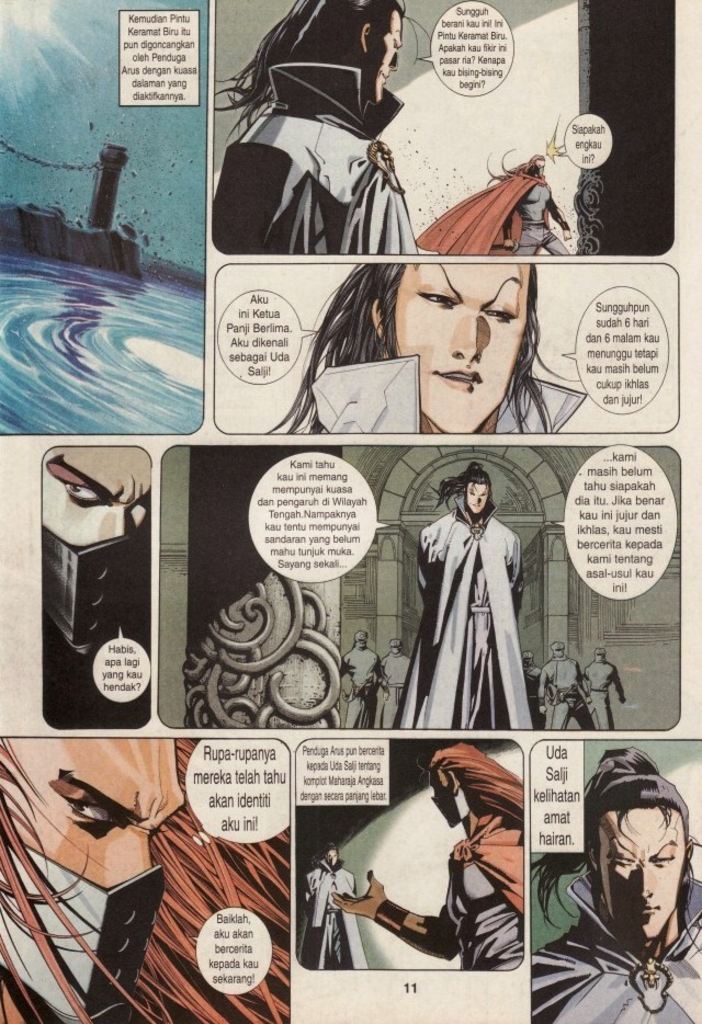 Kemudian Pintu
Keramat Biru itu
pun digoncangkan
oleh Penduga
Arus dengan kuasa
dalaman yang
diaktifkannya.
Sungguh
berani kau ini! Ini
Pintu Keramat Biru.
Apakah kau fikir ini
pasar ria? Kenapa
kau bising-bising
begini?
Siapakah
engkau
ini?
Aku
ini Ketua
Panji Berlima.
Aku dikenali
sebagai Uda
Salji!
Sungguhpun
sudah 6 hari
dan 6 malam kau
menunggu tetapi
kau masih belum
cukup ikhlas
dan jujur!
Habis,
apa lagi
yang kau
hendak?
Kami tahu
kau ini memang
mempunyai kuasa
dan pengaruh di Wilayah
Tengah.Nampaknya
kau tentu mempunyai
sandaran yang belum
mahu tunjuk muka.
Sayang sekali...
...kami
masih belum
tahu siapakah
dia itu. Jika benar
kau ini jujur dan
ikhlas, kau mesti
bercerita kepada
kami tentang
asal-usul kau
ini!
Rupa-rupanya
mereka telah tahu
akan identiti
aku ini!
Baiklah,
aku akan
bercerita
kepada kau
sekarang!
Penduga Arus pun bercerita
kepada Uda Salji tentang
komplot Maharaja Angkasa
dengan secara panjang lebar.
Uda
Salji
kelihatan
amat
hairan.
11